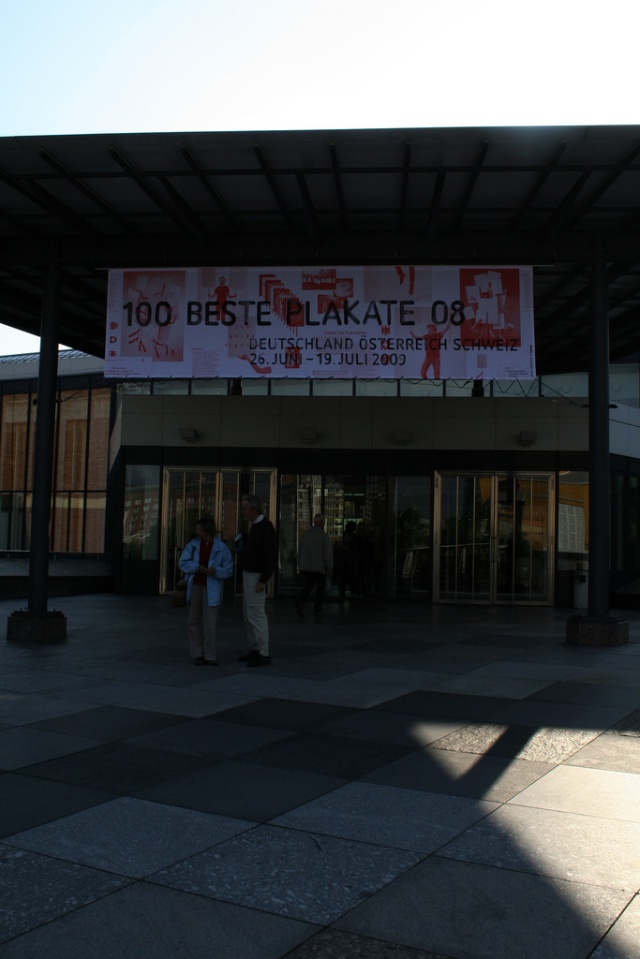 100 BESTE PLAKATE 08
DEUTSCHLAND ÖSTERREICH SCHWEIZ
26. JUNI – 19. JULI 2009